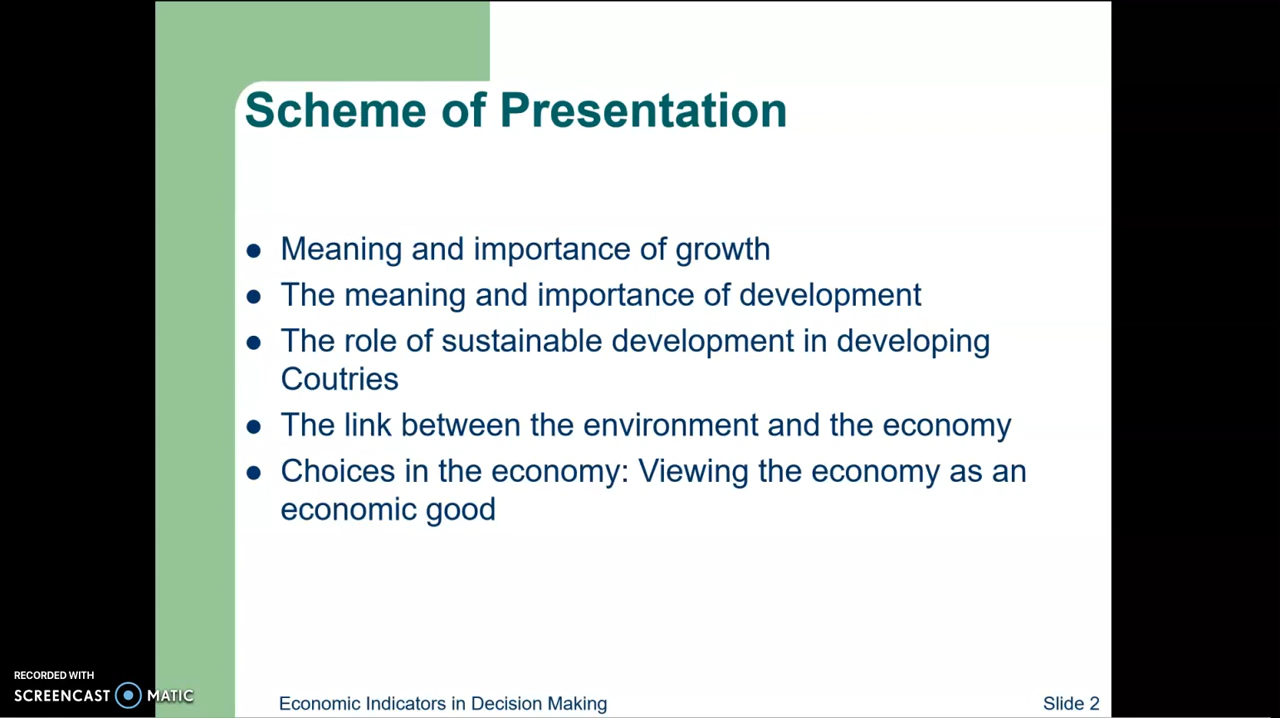 Scheme of Presentation
● Meaning and importance of growth
● The meaning and importance of development
● The role of sustainable development in developing
Coutries
● The link between the environment and the economy
● Choices in the economy: Viewing the economy as an
economic good
RECORDED WITH
SCREENCAST MATIC
Economic Indicators in Decision Making
Slide 2